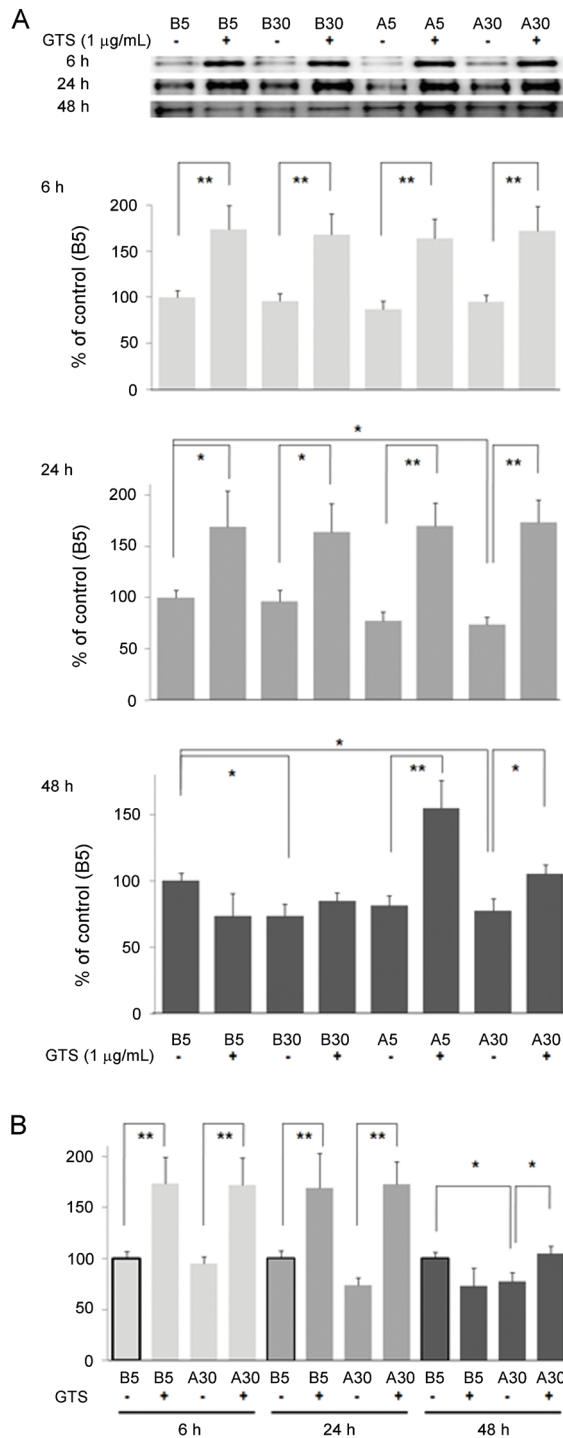 A
B5 B5 B30 B30 A5 A5 A30 A30
GTS (1 µg/mL) - + - + - + - +
6 h
24 h
48 h
6 h
** ** ** **
% of control (B5)
200
150
100
50
0
24 h
*
* * ** **
% of control (B5)
200
150
100
50
0
48 h
*
* ** *
% of control (B5)
150
100
50
0
B5 B5 B30 B30 A5 A5 A30 A30
GTS (1 µg/mL) - + - + - + - +
B
** ** ** ** * *
200
150
100
50
0
B5 B5 A30 A30 B5 B5 A30 A30 B5 B5 A30 A30
GTS - + - + - + - + - + - +
6 h 24 h 48 h